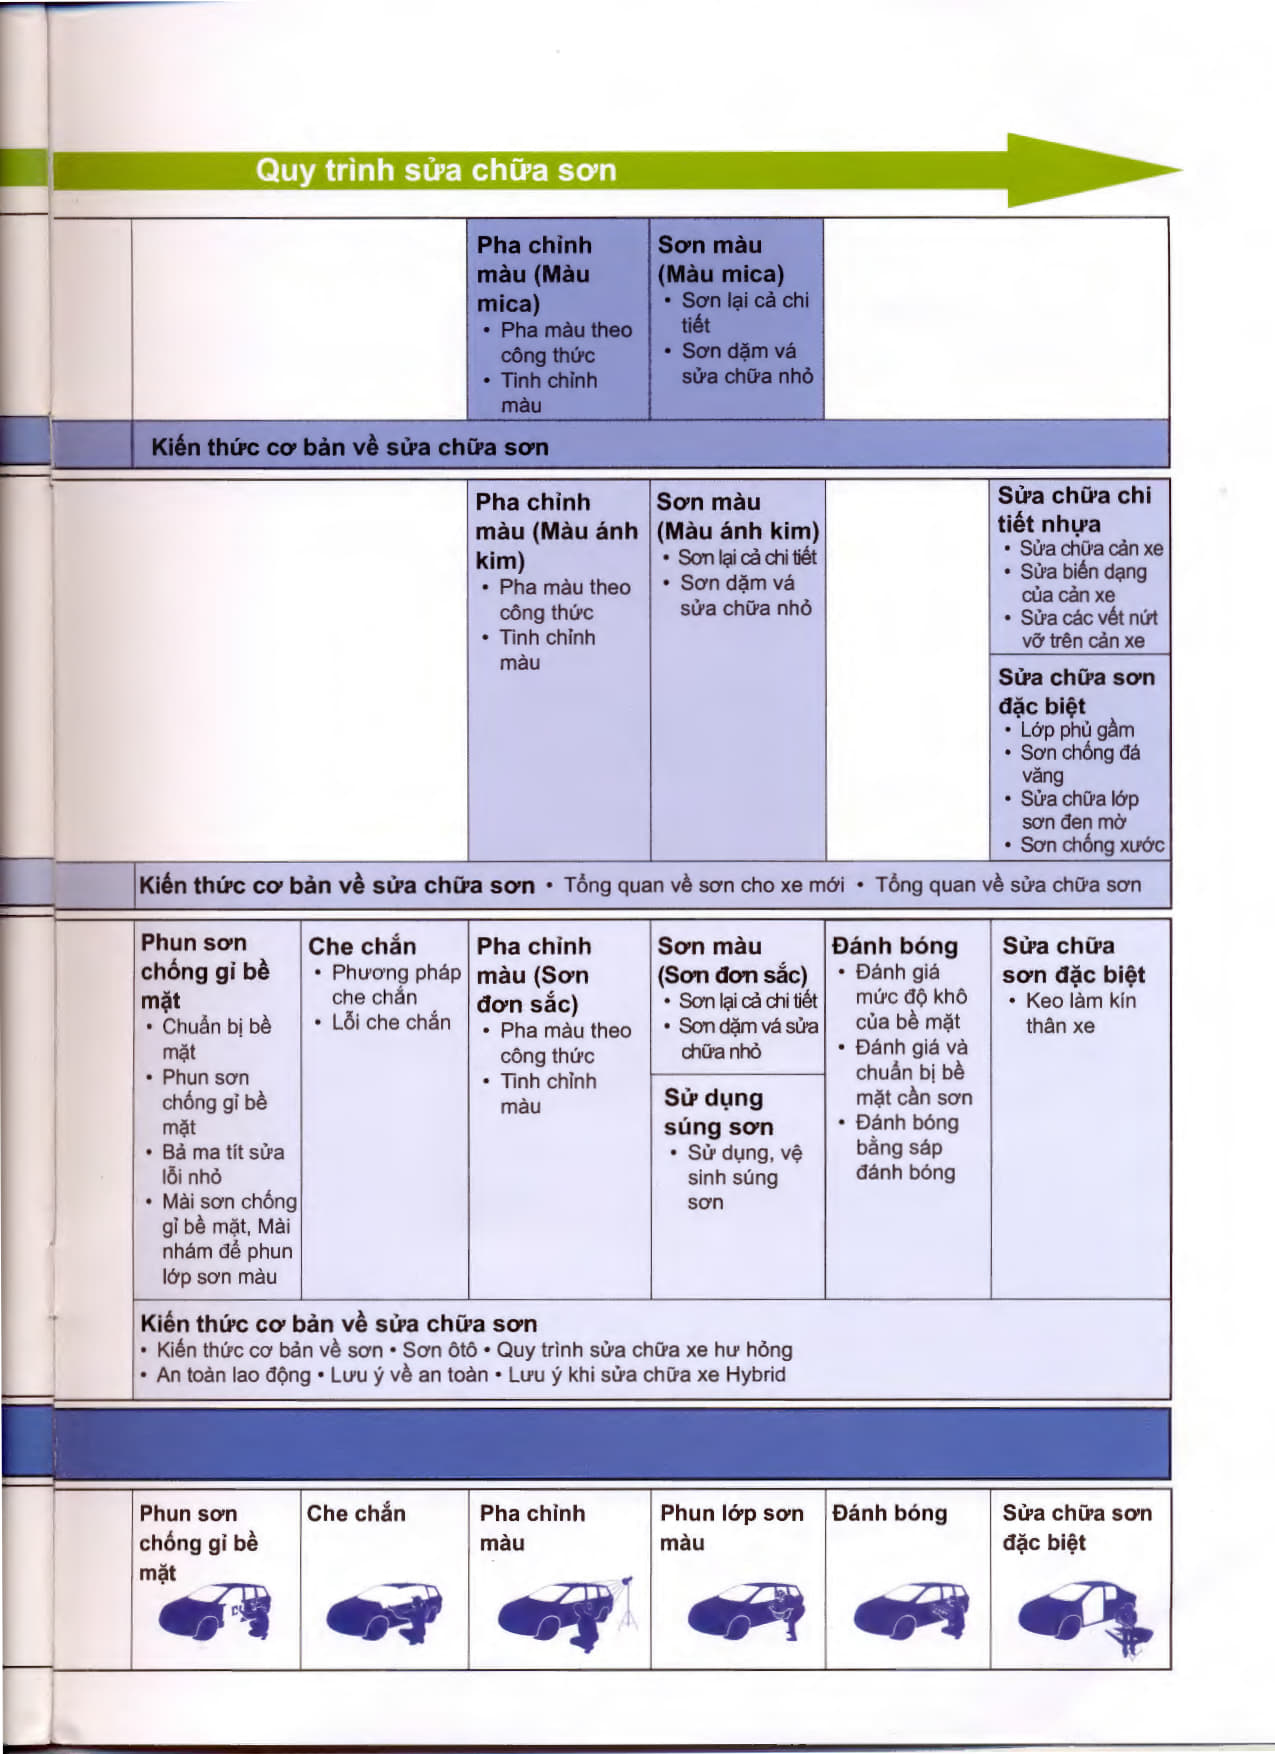 Quy trình sửa chữa sơn
Pha chỉnh
màu (Màu
mica)
• Pha màu theo
công thức
• Tinh chỉnh
màu
Sơn màu
(Màu mica)
• Sơn lại cả chi
tiết
• Sơn dặm vá
sửa chữa nhỏ
Kiến thức cơ bản về sửa chữa sơn
Pha chỉnh
màu (Màu ánh
kim)
• Pha màu theo
công thức
• Tinh chỉnh
màu
Sơn màu
(Màu ánh kim)
• Sơn lại cả chi tiết
• Sơn dặm vá
sửa chữa nhỏ
Sửa chữa chi
tiết nhựa
• Sửa chữa cản xe
• Sửa biến dạng
của cản xe
• Sửa các vết nứt
vỡ trên cản xe
Sửa chữa sơn
đặc biệt
• Lớp phủ gầm
• Sơn chống đá
văng
• Sửa chữa lớp
sơn đen mờ
• Sơn chống xước
Kiến thức cơ bản về sửa chữa sơn • Tổng quan về sơn cho xe mới • Tổng quan về sửa chữa sơn
Phun sơn
chống gỉ bề
mặt
• Chuẩn bị bề
mặt
• Phun sơn
chống gỉ bề
mặt
• Bả ma tít sửa
lỗi nhỏ
• Mài sơn chống
gỉ bề mặt, Mài
nhám để phun
lớp sơn màu
Che chắn
• Phương pháp
che chắn
• Lỗi che chắn
Pha chỉnh
màu (Sơn
đơn sắc)
• Pha màu theo
công thức
• Tinh chỉnh
màu
Sơn màu
(Sơn đơn sắc)
• Sơn lại cả chi tiết
• Sơn dặm vá sửa
chữa nhỏ
Sử dụng
súng sơn
• Sử dụng, vệ
sinh súng
sơn
Đánh bóng
• Đánh giá
mức độ khô
của bề mặt
• Đánh giá và
chuẩn bị bề
mặt cần sơn
• Đánh bóng
bằng sáp
đánh bóng
Sửa chữa
sơn đặc biệt
• Keo làm kín
thân xe
Kiến thức cơ bản về sửa chữa sơn
• Kiến thức cơ bản về sơn • Sơn ôtô • Quy trình sửa chữa xe hư hỏng
• An toàn lao động • Lưu ý về an toàn • Lưu ý khi sửa chữa xe Hybrid
Phun sơn
chống gỉ bề
mặt
Che chắn
Pha chỉnh
màu
Phun lớp sơn
màu
Đánh bóng
Sửa chữa sơn
đặc biệt